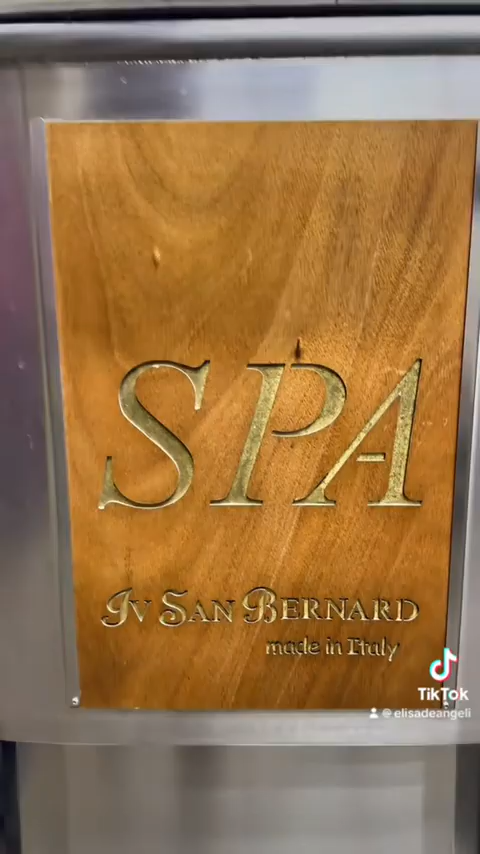 SPA
IV SAN BERNARD
made in Italy
TikTok
@elisadeangeli